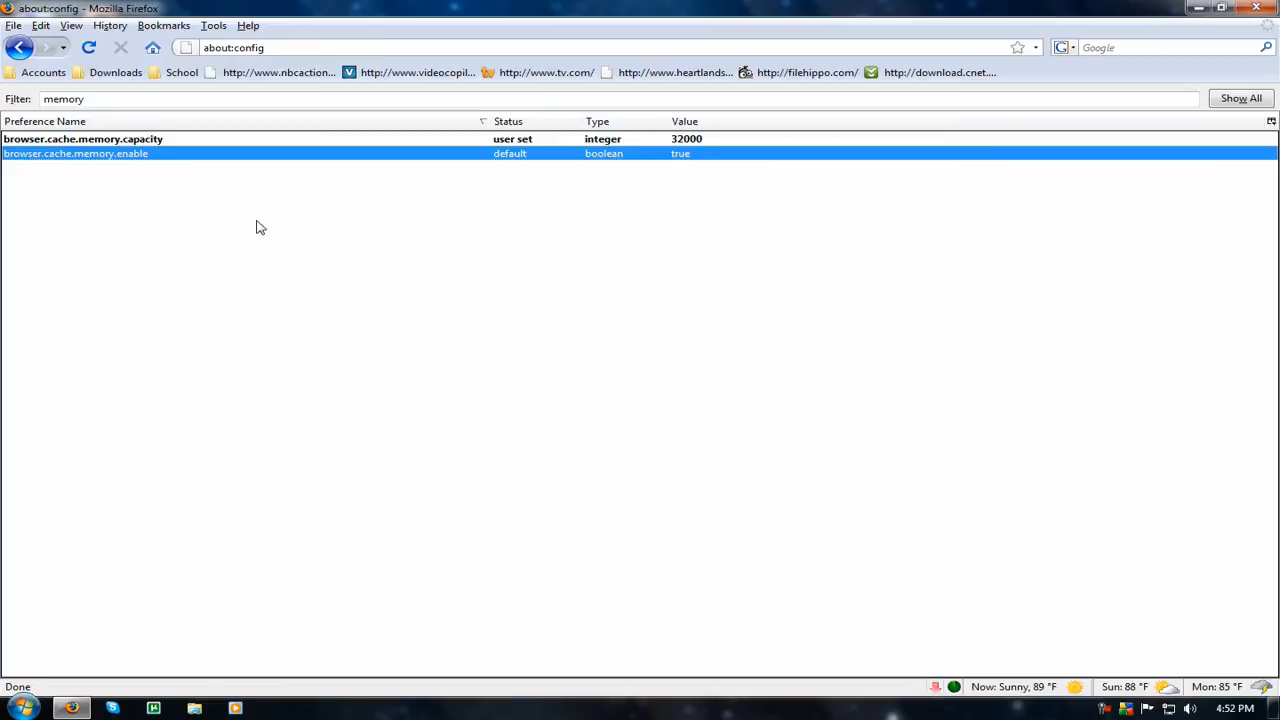 about:config - Mozilla Firefox
File Edit View History Bookmarks Tools Help
about:config Google
Accounts Downloads School http://www.nbcaction... http://www.videocopil... http://www.tv.com/ http://www.heartlands... http://filehippo.com/ http://download.cnet....
Filter: memory Show All
Preference Name Status Type Value
browser.cache.memory.capacity user set integer 32000
browser.cache.memory.enable default boolean true
Done Now: Sunny, 89 °F Sun: 88 °F Mon: 85 °F
4:52 PM